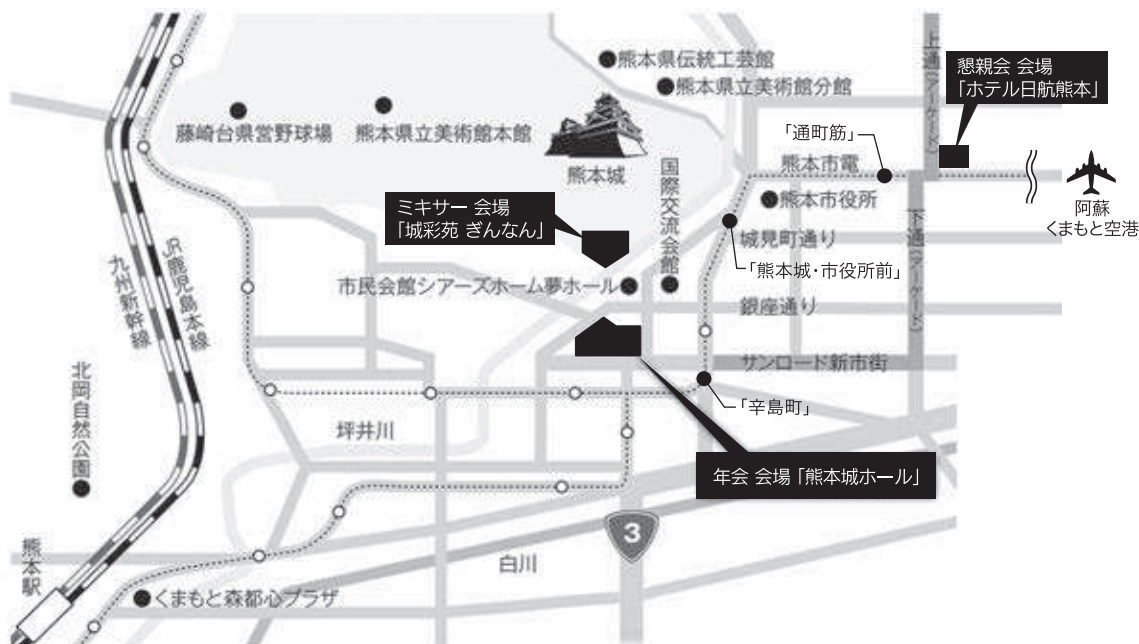 熊本県伝統工芸館
熊本県立美術館分館
上通(アーケード)
懇親会 会場
「ホテル日航熊本」
藤崎台県営野球場
熊本県立美術館本館
熊本城
「通町筋」
熊本市電
国際交流会館
熊本市役所
阿蘇
くまもと空港
ミキサー 会場
「城彩苑 ぎんなん」
城見町通り
下通(アーケード)
「熊本城・市役所前」
市民会館シアーズホーム夢ホール
銀座通り
JR鹿児島本線
九州新幹線
サンロード新市街
北岡自然公園
「辛島町」
坪井川
年会 会場「熊本城ホール」
3
白川
熊本駅
くまもと森都心プラザ